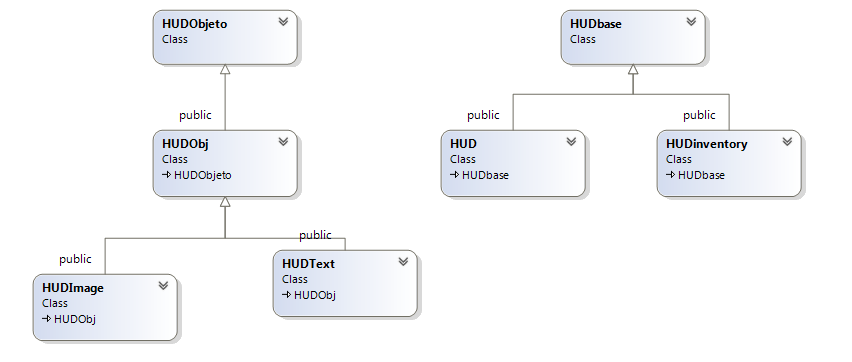 HUDObjeto
Class
HUDbase
Class
public
public
public
HUDObj
Class
HUDObjeto
HUD
Class
HUDbase
HUDinventory
Class
HUDbase
public
public
HUDImage
Class
HUDObj
HUDText
Class
HUDObj